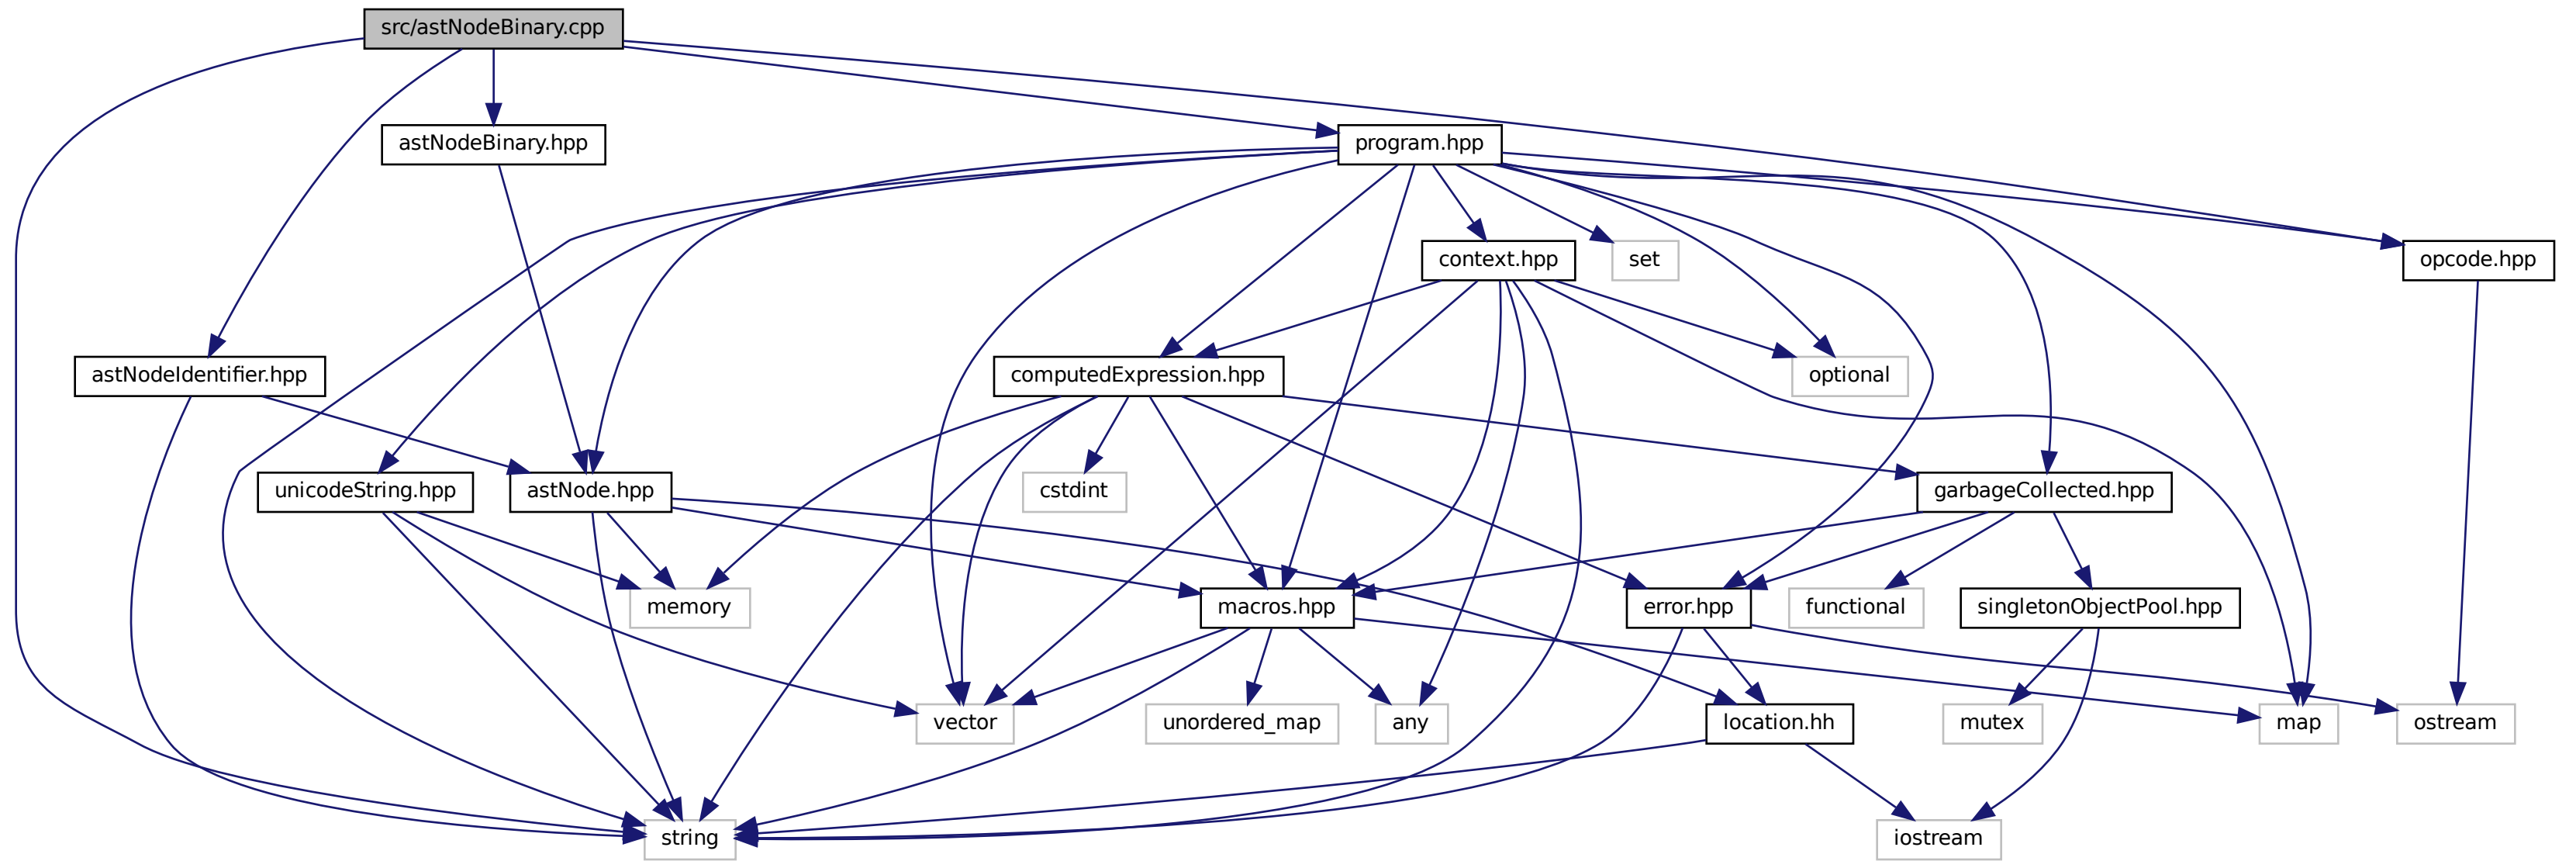 src/astNodeBinary.cpp
astNodeBinary.hpp
program.hpp
context.hpp
set
opcode.hpp
astNodeIdentifier.hpp
computedExpression.hpp
optional
unicodeString.hpp
astNode.hpp
cstdint
garbageCollected.hpp
memory
macros.hpp
error.hpp
functional
singletonObjectPool.hpp
vector
unordered_map
any
location.hh
mutex
map
ostream
string
iostream